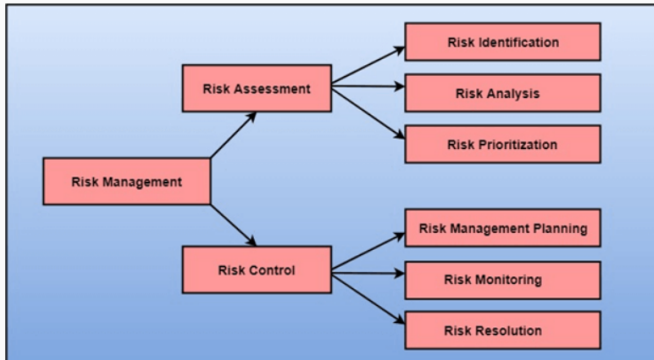 Risk Management
Risk Assessment
Risk Identification
Risk Analysis
Risk Prioritization
Risk Control
Risk Management Planning
Risk Monitoring
Risk Resolution